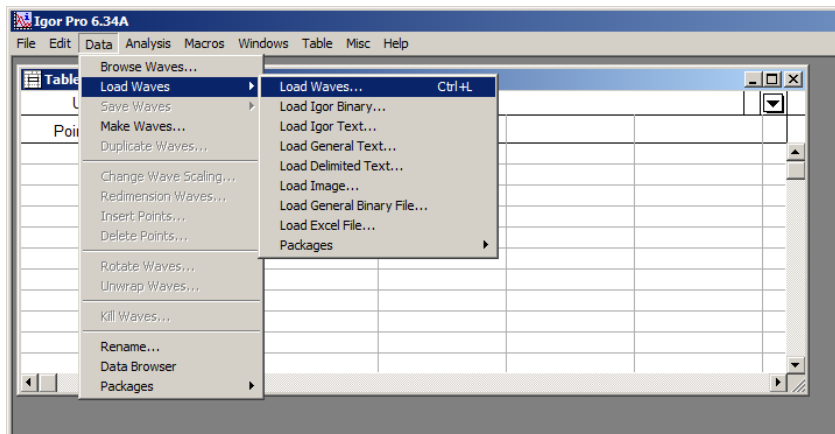 Igor Pro 6.34A
File Edit Data Analysis Macros Windows Table Misc Help
Browse Waves...
Load Waves
Save Waves
Make Waves...
Duplicate Waves...
Change Wave Scaling...
Redimension Waves...
Insert Points...
Delete Points...
Rotate Waves...
Unwrap Waves...
Kill Waves...
Rename...
Data Browser
Packages
Load Waves... Ctrl+L
Load Igor Binary...
Load Igor Text...
Load General Text...
Load Delimited Text...
Load Image...
Load General Binary File...
Load Excel File...
Packages
Table